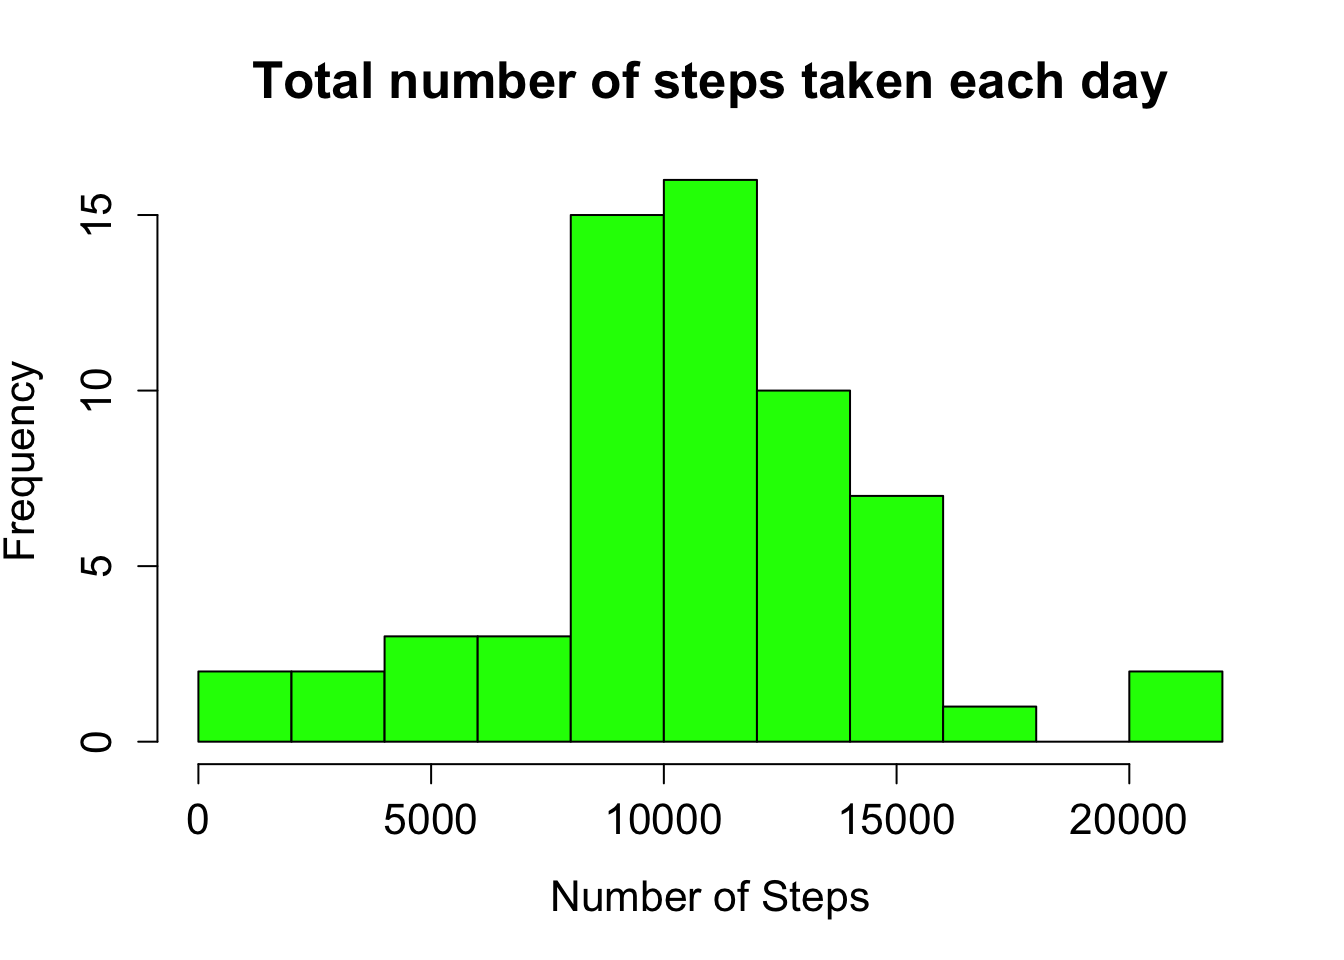 Total number of steps taken each day
15
10
5
0
Frequency
0 5000 10000 15000 20000
Number of Steps